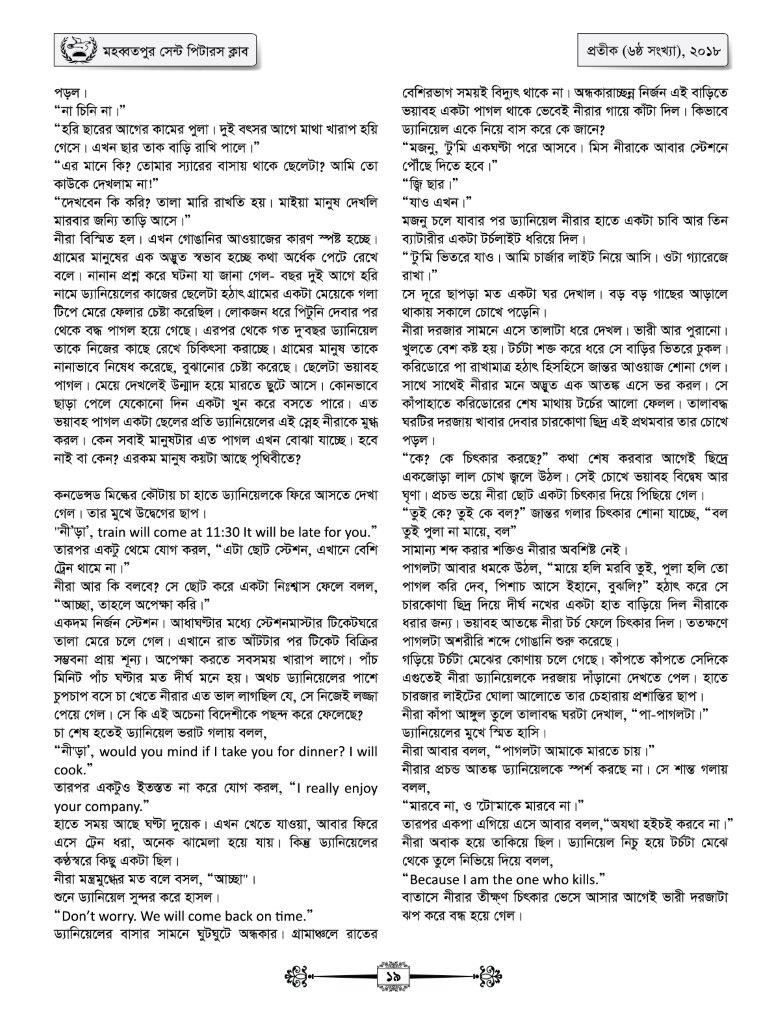 মহব্বতপুর সেন্ট পিটারস ক্লাব
প্রতীক (৬ষ্ঠ সংখ্যা), ২০১৮
পড়ল।
“না চিনি না।”
“হরি ছারের আগের কামের পুলা। দুই বৎসর আগে মাথা খারাপ হয়ি
গেসে। এখন ছার তাক বাড়ি রাখি পালে।”
“এর মানে কি? তোমার স্যারের বাসায় থাকে ছেলেটা? আমি তো
কাউকে দেখলাম না!”
“দেখবেন কি করি? তালা মারি রাখতি হয়। মাইয়া মানুষ দেখলি
মারবার জন্যি তাড়ি আসে।”
নীরা বিস্মিত হল। এখন গোঙানির আওয়াজের কারণ স্পষ্ট হচ্ছে।
গ্রামের মানুষের এক অদ্ভুত স্বভাব হচ্ছে কথা অর্ধেক পেটে রেখে
বলে। নানান প্রশ্ন করে ঘটনা যা জানা গেল- বছর দুই আগে হরি
নামে ড্যানিয়েলের কাজের ছেলেটা হঠাৎ গ্রামের একটা মেয়েকে গলা
টিপে মেরে ফেলার চেষ্টা করেছিল। লোকজন ধরে পিটুনি দেবার পর
থেকে বদ্ধ পাগল হয়ে গেছে। এরপর থেকে গত দু'বছর ড্যানিয়েল
তাকে নিজের কাছে রেখে চিকিৎসা করাচ্ছে। গ্রামের মানুষ তাকে
নানাভাবে নিষেধ করেছে, বুঝানোর চেষ্টা করেছে। ছেলেটা ভয়াবহ
পাগল। মেয়ে দেখলেই উন্মাদ হয়ে মারতে ছুটে আসে। কোনভাবে
ছাড়া পেলে যেকোনো দিন একটা খুন করে বসতে পারে। এত
ভয়াবহ পাগল একটা ছেলের প্রতি ড্যানিয়েলের এই স্নেহ নীরাকে মুগ্ধ
করল। কেন সবাই মানুষটার এত পাগল এখন বোঝা যাচ্ছে। হবে
নাই বা কেন? এরকম মানুষ কয়টা আছে পৃথিবীতে?
কনডেন্সড মিল্কের কৌটায় চা হাতে ড্যানিয়েলকে ফিরে আসতে দেখা
গেল। তার মুখে উদ্বেগের ছাপ।
"নী'ড়া', train will come at 11:30 It will be late for you.”
তারপর একটু থেমে যোগ করল, “এটা ছোট স্টেশন, এখানে বেশি
ট্রেন থামে না।”
নীরা আর কি বলবে? সে ছোট করে একটা নিঃশ্বাস ফেলে বলল,
“আচ্ছা, তাহলে অপেক্ষা করি।”
একদম নির্জন স্টেশন। আধাঘণ্টার মধ্যে স্টেশনমাস্টার টিকেটঘরে
তালা মেরে চলে গেল। এখানে রাত আটটার পর টিকেট বিক্রির
সম্ভবনা প্রায় শূন্য। অপেক্ষা করতে সবসময় খারাপ লাগে। পাঁচ
মিনিট পাঁচ ঘণ্টার মত দীর্ঘ মনে হয়। অথচ ড্যানিয়েলের পাশে
চুপচাপ বসে চা খেতে নীরার এত ভাল লাগছিল যে, সে নিজেই লজ্জা
পেয়ে গেল। সে কি এই অচেনা বিদেশীকে পছন্দ করে ফেলেছে?
চা শেষ হতেই ড্যানিয়েল ভরাট গলায় বলল,
“নী'ড়া', would you mind if I take you for dinner? I will
cook.”
তারপর একটুও ইতস্তত না করে যোগ করল, “I really enjoy
your company.”
হাতে সময় আছে ঘণ্টা দুয়েক। এখন খেতে যাওয়া, আবার ফিরে
এসে ট্রেন ধরা, অনেক ঝামেলা হয়ে যায়। কিন্তু ড্যানিয়েলের
কণ্ঠস্বরে কিছু একটা ছিল।
নীরা মন্ত্রমুগ্ধের মত বলে বসল, “আচ্ছা"।
শুনে ড্যানিয়েল সুন্দর করে হাসল।
“Don’t worry. We will come back on time.”
ড্যানিয়েলের বাসার সামনে ঘুটঘুটে অন্ধকার। গ্রামাঞ্চলে রাতের
বেশিরভাগ সময়ই বিদ্যুৎ থাকে না। অন্ধকারাচ্ছন্ন নির্জন এই বাড়িতে
ভয়াবহ একটা পাগল থাকে ভেবেই নীরার গায়ে কাঁটা দিল। কিভাবে
ড্যানিয়েল একে নিয়ে বাস করে কে জানে?
“মজনু, 'টু'মি একঘণ্টা পরে আসবে। মিস নীরাকে আবার স্টেশনে
পৌঁছে দিতে হবে।”
“জ্বি ছার।”
“যাও এখন।”
মজনু চলে যাবার পর ড্যানিয়েল নীরার হাতে একটা চাবি আর তিন
ব্যাটারীর একটা টর্চলাইট ধরিয়ে দিল।
“'টু'মি ভিতরে যাও। আমি চার্জার লাইট নিয়ে আসি। ওটা গ্যারেজে
রাখা।”
সে দূরে ছাপড়া মত একটা ঘর দেখাল। বড় বড় গাছের আড়ালে
থাকায় সকালে চোখে পড়েনি।
নীরা দরজার সামনে এসে তালাটা ধরে দেখল। ভারী আর পুরানো।
খুলতে বেশ কষ্ট হয়। টর্চটা শক্ত করে ধরে সে বাড়ির ভিতরে ঢুকল।
করিডোরে পা রাখামাত্র হঠাৎ হিসহিসে জান্তর আওয়াজ শোনা গেল।
সাথে সাথেই নীরার মনে অদ্ভুত এক আতঙ্ক এসে ভর করল। সে
কাঁপাহাতে করিডোরের শেষ মাথায় টর্চের আলো ফেলল। তালাবদ্ধ
ঘরটির দরজায় খাবার দেবার চারকোণা ছিদ্র এই প্রথমবার তার চোখে
পড়ল।
“কে? কে চিৎকার করছে?” কথা শেষ করবার আগেই ছিদ্রে
একজোড়া লাল চোখ জ্বলে উঠল। সেই চোখে ভয়াবহ বিদ্বেষ আর
ঘৃণা। প্রচন্ড ভয়ে নীরা ছোট একটা চিৎকার দিয়ে পিছিয়ে গেল।
“তুই কে? তুই কে বল?” জান্তর গলার চিৎকার শোনা যাচ্ছে, “বল
তুই পুলা না মায়ে, বল”
সামান্য শব্দ করার শক্তিও নীরার অবশিষ্ট নেই।
পাগলটা আবার ধমকে উঠল, “মায়ে হলি মরবি তুই, পুলা হলি তো
পাগল করি দেব, পিশাচ আসে ইহানে, বুঝলি?” হঠাৎ করে সে
চারকোণা ছিদ্র দিয়ে দীর্ঘ নখের একটা হাত বাড়িয়ে দিল নীরাকে
ধরার জন্য। ভয়াবহ আতঙ্কে নীরা টর্চ ফেলে চিৎকার দিল। ততক্ষণে
পাগলটা অশরীরি শব্দে গোঙানি শুরু করেছে।
গড়িয়ে টর্চটা মেঝের কোণায় চলে গেছে। কাঁপতে কাঁপতে সেদিকে
এগুতেই নীরা ড্যানিয়েলকে দরজায় দাঁড়ানো দেখতে পেল। হাতে
চারজার লাইটের ঘোলা আলোতে তার চেহারায় প্রশান্তির ছাপ।
নীরা কাঁপা আঙ্গুল তুলে তালাবদ্ধ ঘরটা দেখাল, “পা-পাগলটা।”
ড্যানিয়েলের মুখে স্মিত হাসি।
নীরা আবার বলল, “পাগলটা আমাকে মারতে চায়।”
নীরার প্রচন্ড আতঙ্ক ড্যানিয়েলকে স্পর্শ করছে না। সে শান্ত গলায়
বলল,
“মারবে না, ও 'টো'মাকে মারবে না।”
তারপর একপা এগিয়ে এসে আবার বলল,“অযথা হইচই করবে না।”
নীরা অবাক হয়ে তাকিয়ে ছিল। ড্যানিয়েল নিচু হয়ে টর্চটা মেঝে
থেকে তুলে নিভিয়ে দিয়ে বলল,
“Because I am the one who kills.”
বাতাসে নীরার তীক্ষ্ণ চিৎকার ভেসে আসার আগেই ভারী দরজাটা
ঝপ করে বন্ধ হয়ে গেল।
১৯